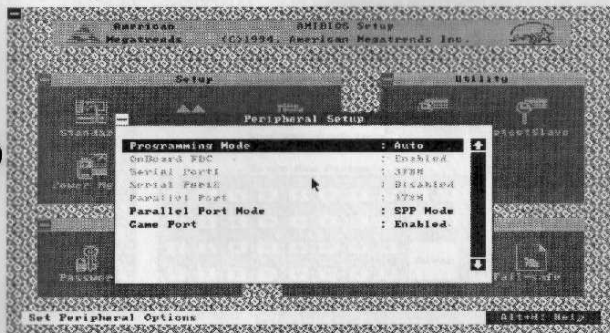 American
Megatrends
AMIBIOS Setup
(C)1994, American Megatrends Inc.
Setup
Utility
Peripheral Setup
Programming Mode : Auto
OnBoard FDC : Enabled
Serial Port1 : 3F8H
Serial Port2 : Disabled
Parallel Port : 378H
Parallel Port Mode : SPP Mode
Game Port : Enabled
Set Peripheral Options
Alt+H: Help